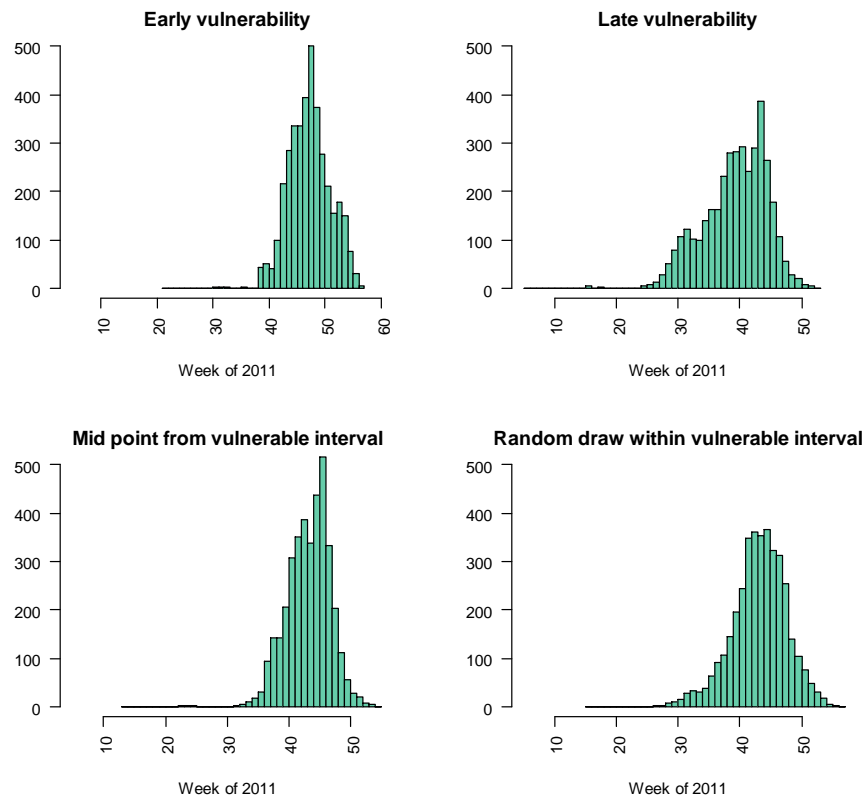 Early vulnerability
500
400
300
200
100
0
10 20 30 40 50 60
Week of 2011
Late vulnerability
500
400
300
200
100
0
10 20 30 40 50
Week of 2011
Mid point from vulnerable interval
500
400
300
200
100
0
10 20 30 40 50
Week of 2011
Random draw within vulnerable interval
500
400
300
200
100
0
10 20 30 40 50
Week of 2011